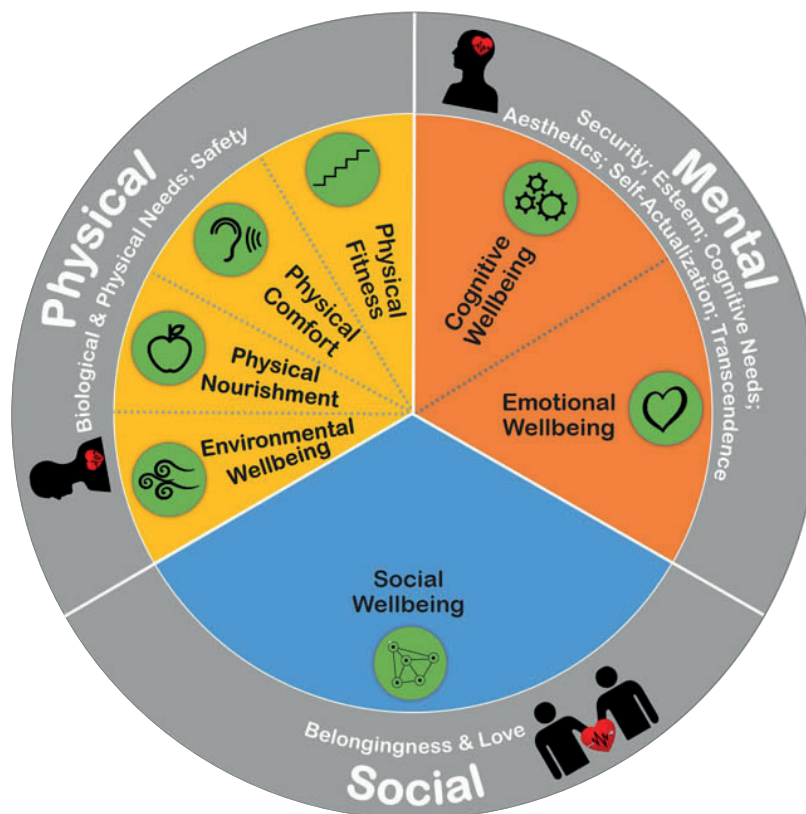 Physical
Biological & Physical Needs; Safety
Physical
Fitness
Physical
Comfort
Physical
Nourishment
Environmental
Wellbeing
Mental
Security; Esteem; Cognitive Needs;
Aesthetics; Self-Actualization; Transcendence
Cognitive
Wellbeing
Emotional
Wellbeing
Social
Wellbeing
Belongingness & Love
Social